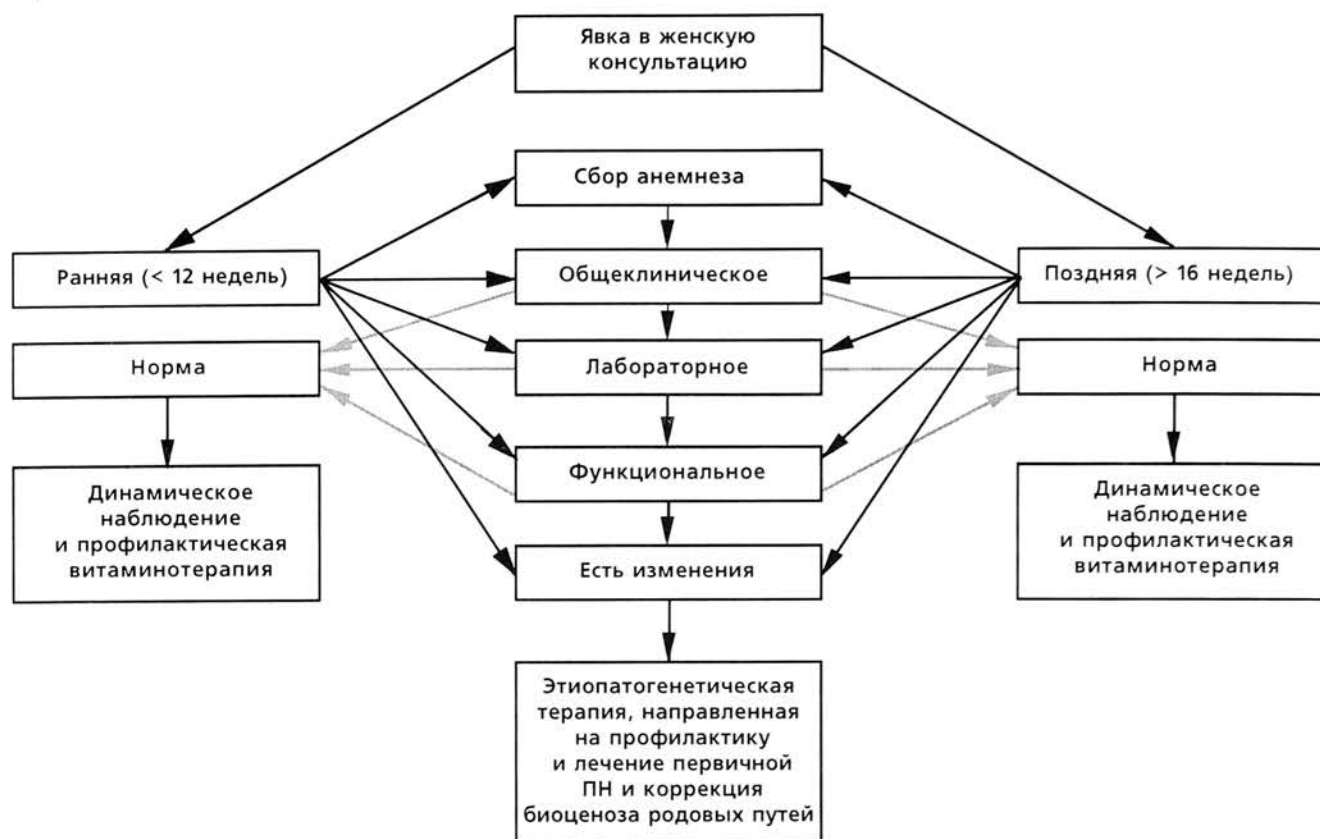 Явка в женскую
консультацию
Сбор анемнеза
Ранняя (< 12 недель)
Общеклиническое
Поздняя (> 16 недель)
Норма
Лабораторное
Норма
Функциональное
Динамическое
наблюдение
и профилактическая
витаминотерапия
Динамическое
наблюдение
и профилактическая
витаминотерапия
Есть изменения
Этиопатогенетическая
терапия, направленная
на профилактику
и лечение первичной
ПН и коррекция
биоценоза родовых путей